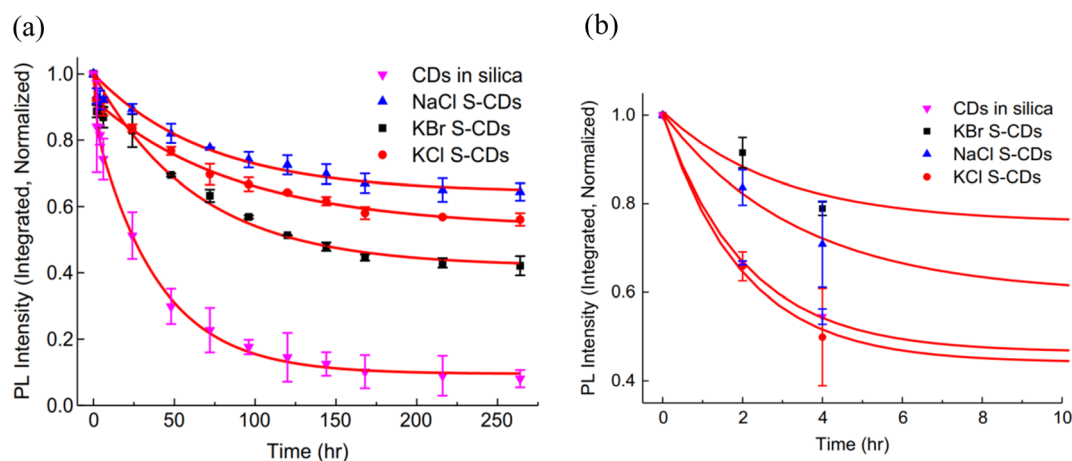 (a)
PL Intensity (Integrated, Normalized)
1.0
0.8
0.6
0.4
0.2
0.0
CDs in silica
NaCl S-CDs
KBr S-CDs
KCl S-CDs
0 50 100 150 200 250
Time (hr)
(b)
PL Intensity (Integrated, Normalized)
1.0
0.8
0.6
0.4
CDs in silica
KBr S-CDs
NaCl S-CDs
KCl S-CDs
0 2 4 6 8 10
Time (hr)